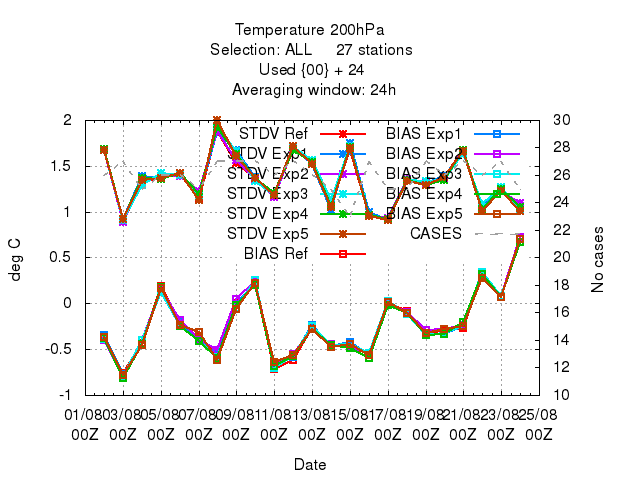 Temperature 200hPa
Selection: ALL 27 stations
Used {00} + 24
Averaging window: 24h
2
1.5
1
0.5
0
-0.5
-1
deg C
30
28
26
24
22
20
18
16
14
12
10
No cases
STDV Ref
STDV Exp1
STDV Exp2
STDV Exp3
STDV Exp4
STDV Exp5
BIAS Ref
BIAS Exp1
BIAS Exp2
BIAS Exp3
BIAS Exp4
BIAS Exp5
CASES
01/08 03/08 05/08 07/08 09/08 11/08 13/08 15/08 17/08 19/08 21/08 23/08 25/08
00Z 00Z 00Z 00Z 00Z 00Z 00Z 00Z 00Z 00Z 00Z 00Z 00Z
Date